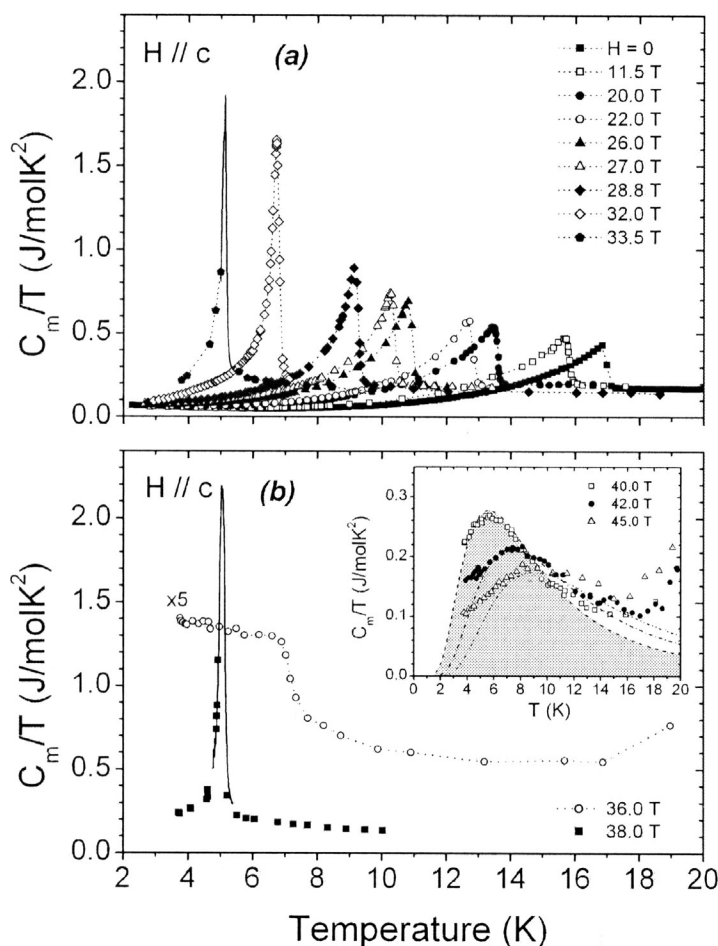 H // c (a)
H = 0
11.5 T
20.0 T
22.0 T
26.0 T
27.0 T
28.8 T
32.0 T
33.5 T
2.0
1.5
1.0
0.5
0.0
Cm/T (J/molK2)
H // c (b)
x5
2.0
1.5
1.0
0.5
0.0
Cm/T (J/molK2)
40.0 T
42.0 T
45.0 T
0.3
0.2
0.1
0.0
Cm/T (J/molK2)
0 2 4 6 8 10 12 14 16 18 20
T (K)
36.0 T
38.0 T
2 4 6 8 10 12 14 16 18 20
Temperature (K)